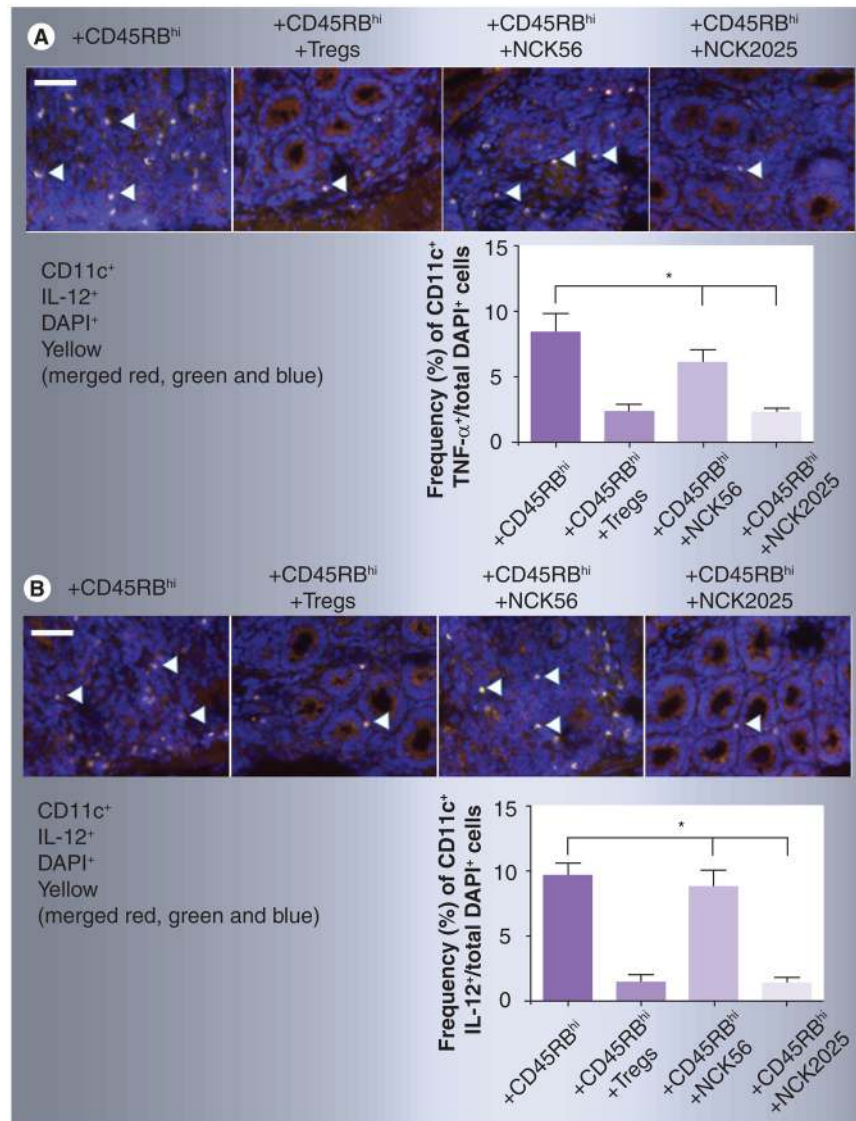 A
+CD45RBhi
+CD45RBhi
+Tregs
+CD45RBhi
+NCK56
+CD45RBhi
+NCK2025
CD11c+
IL-12+
DAPI+
Yellow
(merged red, green and blue)
Frequency (%) of CD11c+
TNF-α+/total DAPI+ cells
15
10
5
0
*
+CD45RBhi
+CD45RBhi
+Tregs
+CD45RBhi
+NCK56
+CD45RBhi
+NCK2025
B
+CD45RBhi
+CD45RBhi
+Tregs
+CD45RBhi
+NCK56
+CD45RBhi
+NCK2025
CD11c+
IL-12+
DAPI+
Yellow
(merged red, green and blue)
Frequency (%) of CD11c+
IL-12+/total DAPI+ cells
15
10
5
0
*
+CD45RBhi
+CD45RBhi
+Tregs
+CD45RBhi
+NCK56
+CD45RBhi
+NCK2025